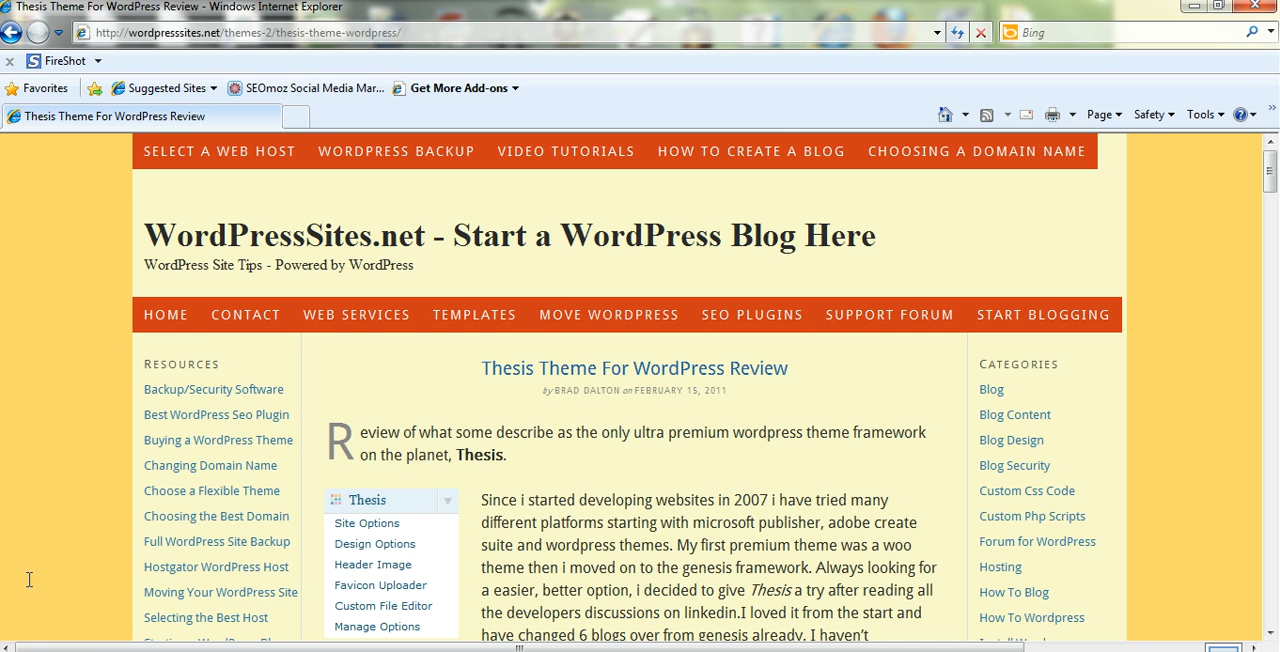 Thesis Theme For WordPress Review - Windows Internet Explorer
http://wordpresssites.net/themes-2/thesis-theme-wordpress/
Bing
x FireShot
Favorites Suggested Sites SEOmoz Social Media Mar... Get More Add-ons
Thesis Theme For WordPress Review
Page Safety Tools
SELECT A WEB HOST WORDPRESS BACKUP VIDEO TUTORIALS HOW TO CREATE A BLOG CHOOSING A DOMAIN NAME
WordPressSites.net - Start a WordPress Blog Here
WordPress Site Tips - Powered by WordPress
HOME CONTACT WEB SERVICES TEMPLATES MOVE WORDPRESS SEO PLUGINS SUPPORT FORUM START BLOGGING
RESOURCES
Backup/Security Software
Best WordPress Seo Plugin
Buying a WordPress Theme
Changing Domain Name
Choose a Flexible Theme
Choosing the Best Domain
Full WordPress Site Backup
Hostgator WordPress Host
Moving Your WordPress Site
Selecting the Best Host
Thesis Theme For WordPress Review
by BRAD DALTON on FEBRUARY 15, 2011
Review of what some describe as the only ultra premium wordpress theme framework
on the planet, Thesis.
Thesis
Site Options
Design Options
Header Image
Favicon Uploader
Custom File Editor
Manage Options
Since i started developing websites in 2007 i have tried many
different platforms starting with microsoft publisher, adobe create
suite and wordpress themes. My first premium theme was a woo
theme then i moved on to the genesis framework. Always looking for
a easier, better option, i decided to give Thesis a try after reading all
the developers discussions on linkedin.I loved it from the start and
have changed 6 blogs over from genesis already. I haven't
CATEGORIES
Blog
Blog Content
Blog Design
Blog Security
Custom Css Code
Custom Php Scripts
Forum for WordPress
Hosting
How To Blog
How To Wordpress